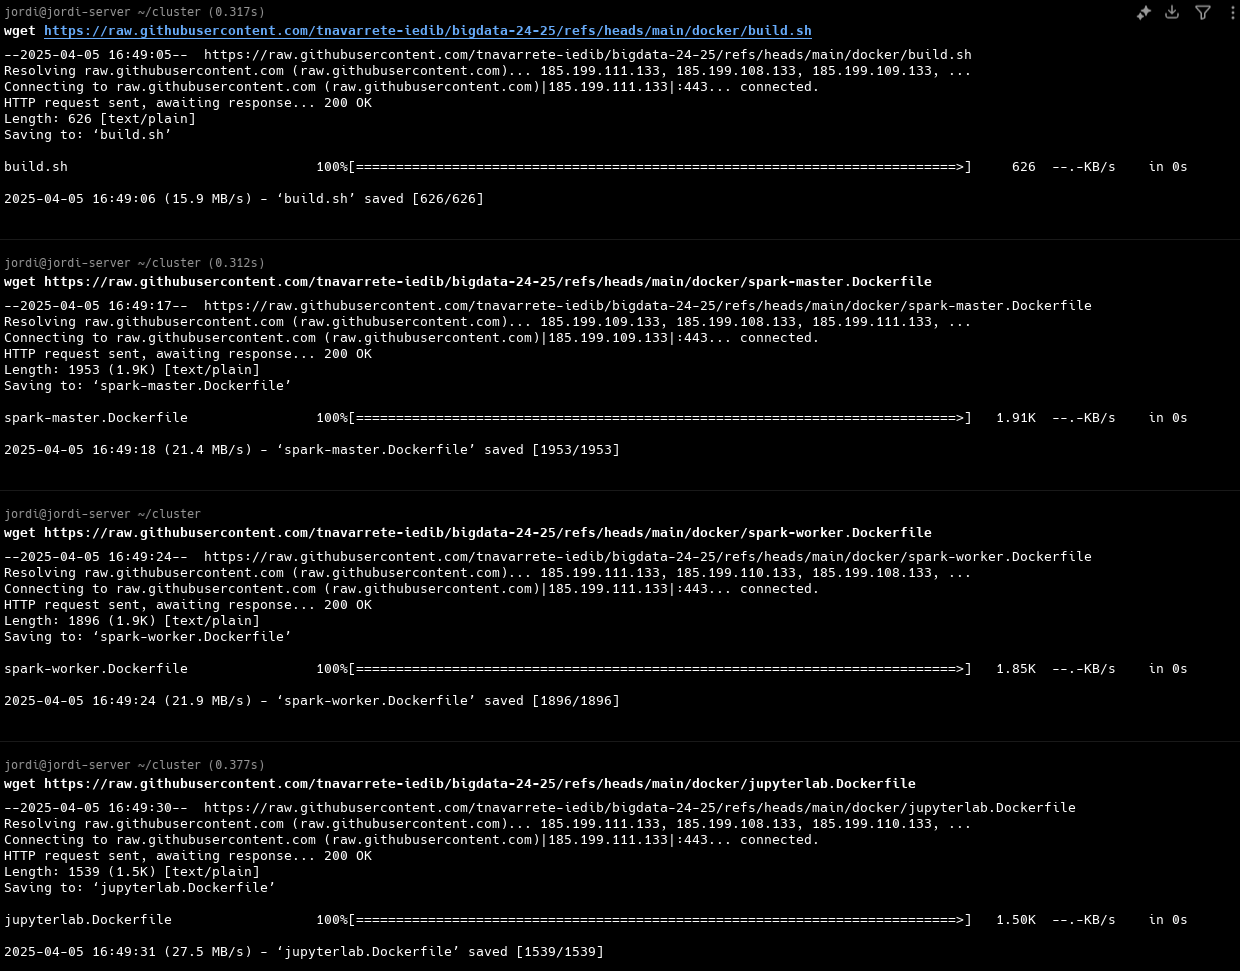 jordi@jordi-server ~/cluster (0.317s)
wget https://raw.githubusercontent.com/tnavarrete-iedib/bigdata-24-25/refs/heads/main/docker/build.sh
--2025-04-05 16:49:05--  https://raw.githubusercontent.com/tnavarrete-iedib/bigdata-24-25/refs/heads/main/docker/build.sh
Resolving raw.githubusercontent.com (raw.githubusercontent.com)... 185.199.111.133, 185.199.108.133, 185.199.109.133, ...
Connecting to raw.githubusercontent.com (raw.githubusercontent.com)|185.199.111.133|:443... connected.
HTTP request sent, awaiting response... 200 OK
Length: 626 [text/plain]
Saving to: ‘build.sh’
build.sh 100%[===========================================================================>] 626 --.-KB/s in 0s
2025-04-05 16:49:06 (15.9 MB/s) - ‘build.sh’ saved [626/626]
jordi@jordi-server ~/cluster (0.312s)
wget https://raw.githubusercontent.com/tnavarrete-iedib/bigdata-24-25/refs/heads/main/docker/spark-master.Dockerfile
--2025-04-05 16:49:17--  https://raw.githubusercontent.com/tnavarrete-iedib/bigdata-24-25/refs/heads/main/docker/spark-master.Dockerfile
Resolving raw.githubusercontent.com (raw.githubusercontent.com)... 185.199.109.133, 185.199.108.133, 185.199.111.133, ...
Connecting to raw.githubusercontent.com (raw.githubusercontent.com)|185.199.109.133|:443... connected.
HTTP request sent, awaiting response... 200 OK
Length: 1953 (1.9K) [text/plain]
Saving to: ‘spark-master.Dockerfile’
spark-master.Dockerfile 100%[===========================================================================>] 1.91K --.-KB/s in 0s
2025-04-05 16:49:18 (21.4 MB/s) - ‘spark-master.Dockerfile’ saved [1953/1953]
jordi@jordi-server ~/cluster
wget https://raw.githubusercontent.com/tnavarrete-iedib/bigdata-24-25/refs/heads/main/docker/spark-worker.Dockerfile
--2025-04-05 16:49:24--  https://raw.githubusercontent.com/tnavarrete-iedib/bigdata-24-25/refs/heads/main/docker/spark-worker.Dockerfile
Resolving raw.githubusercontent.com (raw.githubusercontent.com)... 185.199.111.133, 185.199.110.133, 185.199.108.133, ...
Connecting to raw.githubusercontent.com (raw.githubusercontent.com)|185.199.111.133|:443... connected.
HTTP request sent, awaiting response... 200 OK
Length: 1896 (1.9K) [text/plain]
Saving to: ‘spark-worker.Dockerfile’
spark-worker.Dockerfile 100%[===========================================================================>] 1.85K --.-KB/s in 0s
2025-04-05 16:49:24 (21.9 MB/s) - ‘spark-worker.Dockerfile’ saved [1896/1896]
jordi@jordi-server ~/cluster (0.377s)
wget https://raw.githubusercontent.com/tnavarrete-iedib/bigdata-24-25/refs/heads/main/docker/jupyterlab.Dockerfile
--2025-04-05 16:49:30--  https://raw.githubusercontent.com/tnavarrete-iedib/bigdata-24-25/refs/heads/main/docker/jupyterlab.Dockerfile
Resolving raw.githubusercontent.com (raw.githubusercontent.com)... 185.199.111.133, 185.199.108.133, 185.199.110.133, ...
Connecting to raw.githubusercontent.com (raw.githubusercontent.com)|185.199.111.133|:443... connected.
HTTP request sent, awaiting response... 200 OK
Length: 1539 (1.5K) [text/plain]
Saving to: ‘jupyterlab.Dockerfile’
jupyterlab.Dockerfile 100%[===========================================================================>] 1.50K --.-KB/s in 0s
2025-04-05 16:49:31 (27.5 MB/s) - ‘jupyterlab.Dockerfile’ saved [1539/1539]